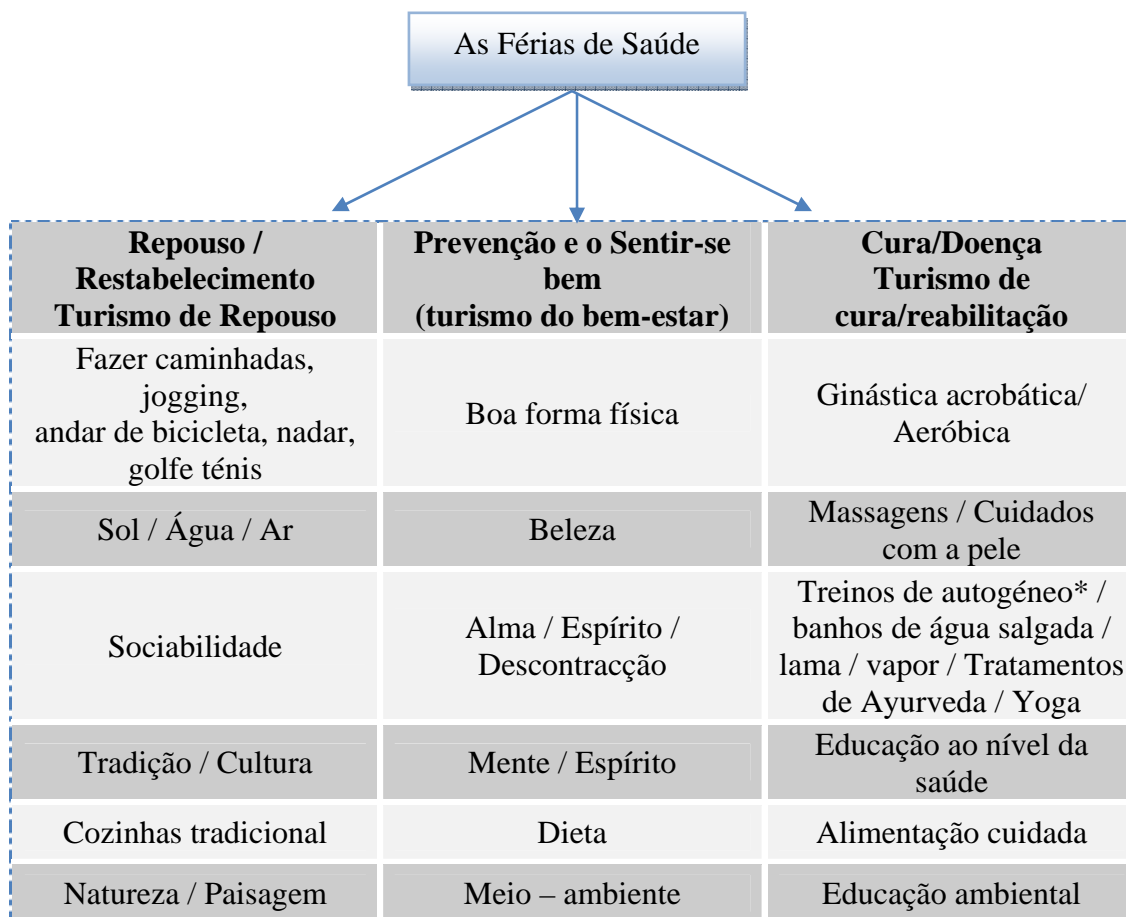 As Férias de Saúde
Repouso /
Restabelecimento
Turismo de Repouso
Prevenção e o Sentir-se
bem
(turismo do bem-estar)
Cura/Doença
Turismo de
cura/reabilitação
Fazer caminhadas,
jogging,
andar de bicicleta, nadar,
golfe ténis
Boa forma física
Ginástica acrobática/
Aeróbica
Sol / Água / Ar
Beleza
Massagens / Cuidados
com a pele
Sociabilidade
Alma / Espírito /
Descontracção
Treinos de autogéneo* /
banhos de água salgada /
lama / vapor / Tratamentos
de Ayurveda / Yoga
Tradição / Cultura
Mente / Espírito
Educação ao nível da
saúde
Cozinhas tradicional
Dieta
Alimentação cuidada
Natureza / Paisagem
Meio – ambiente
Educação ambiental